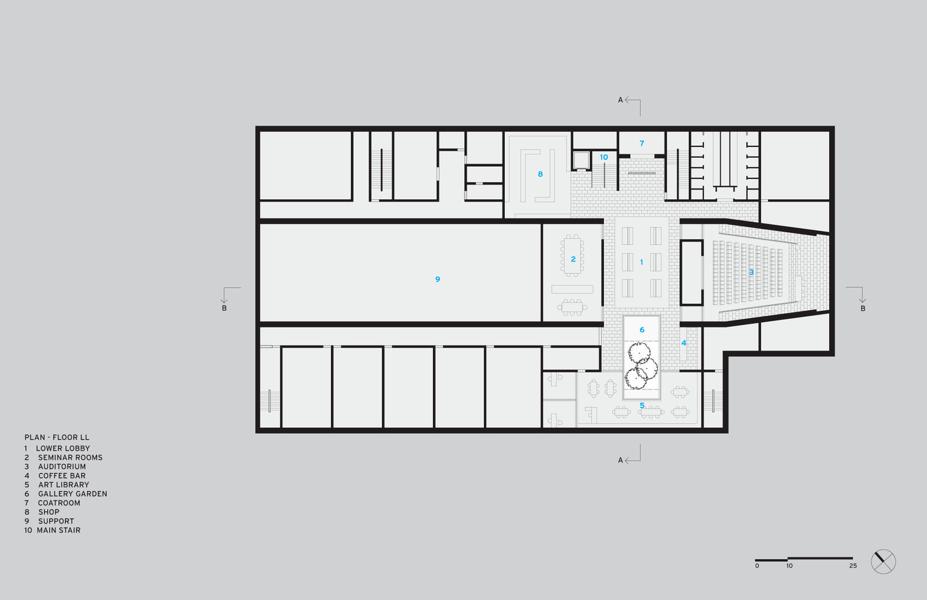 A
7
10
8
2
1
3
9
B
B
6
4
5
A
PLAN - FLOOR LL
1 LOWER LOBBY
2 SEMINAR ROOMS
3 AUDITORIUM
4 COFFEE BAR
5 ART LIBRARY
6 GALLERY GARDEN
7 COATROOM
8 SHOP
9 SUPPORT
10 MAIN STAIR
0 10 25